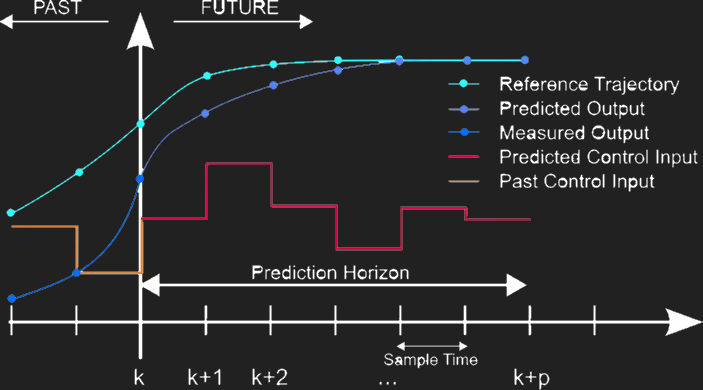 PAST
FUTURE
Reference Trajectory
Predicted Output
Measured Output
Predicted Control Input
Past Control Input
Prediction Horizon
Sample Time
k
k+1
k+2
...
k+p